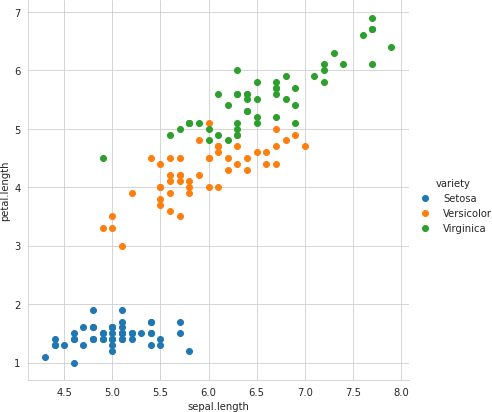 7
6
5
4
3
2
1
petal.length
4.5 5.0 5.5 6.0 6.5 7.0 7.5 8.0
sepal.length
variety
Setosa
Versicolor
Virginica